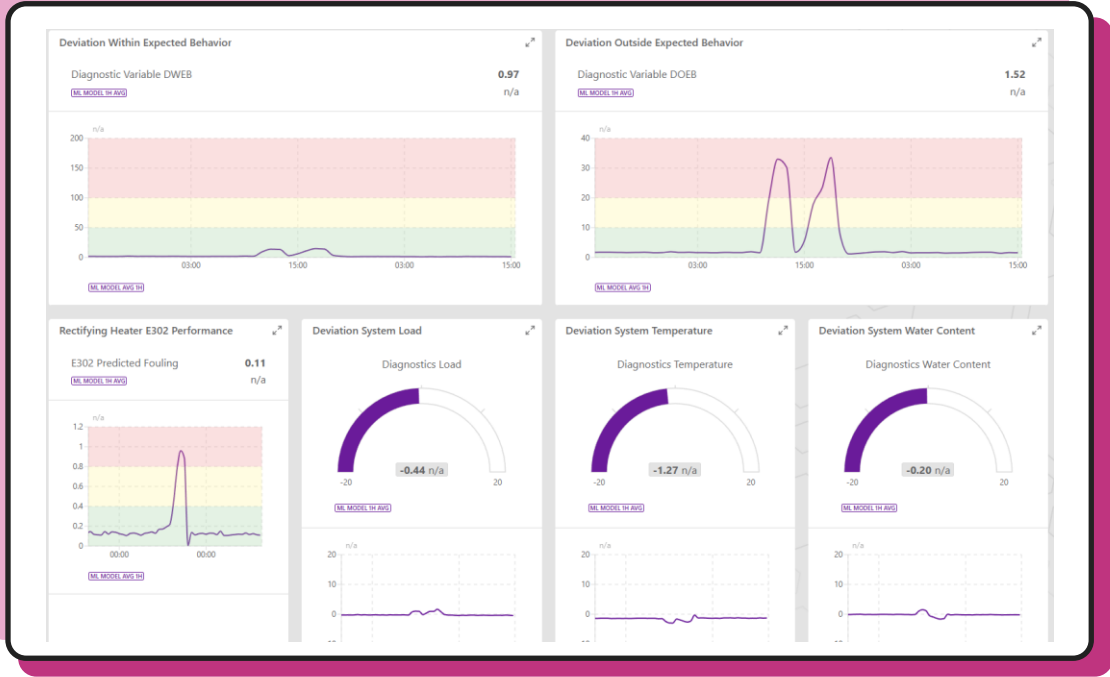 Deviation Within Expected Behavior
Diagnostic Variable DWEB 0.97
ML MODEL 1H AVG n/a
n/a
200
150
100
50
0
03:00 15:00 03:00 15:00
ML MODEL AVG 1H
Deviation Outside Expected Behavior
Diagnostic Variable DOEB 1.52
ML MODEL 1H AVG n/a
n/a
40
30
20
10
0
03:00 15:00 03:00 15:00
ML MODEL AVG 1H
Rectifying Heater E302 Performance
E302 Predicted Fouling 0.11
ML MODEL 1H AVG n/a
n/a
1.2
1
0.8
0.6
0.4
0.2
0
00:00 00:00
ML MODEL AVG 1H
Deviation System Load
Diagnostics Load
-0.44 n/a
-20 20
ML MODEL 1H AVG
n/a
20
10
0
Deviation System Temperature
Diagnostics Temperature
-1.27 n/a
-20 20
ML MODEL 1H AVG
n/a
20
10
0
Deviation System Water Content
Diagnostics Water Content
-0.20 n/a
-20 20
ML MODEL 1H AVG
n/a
20
10
0